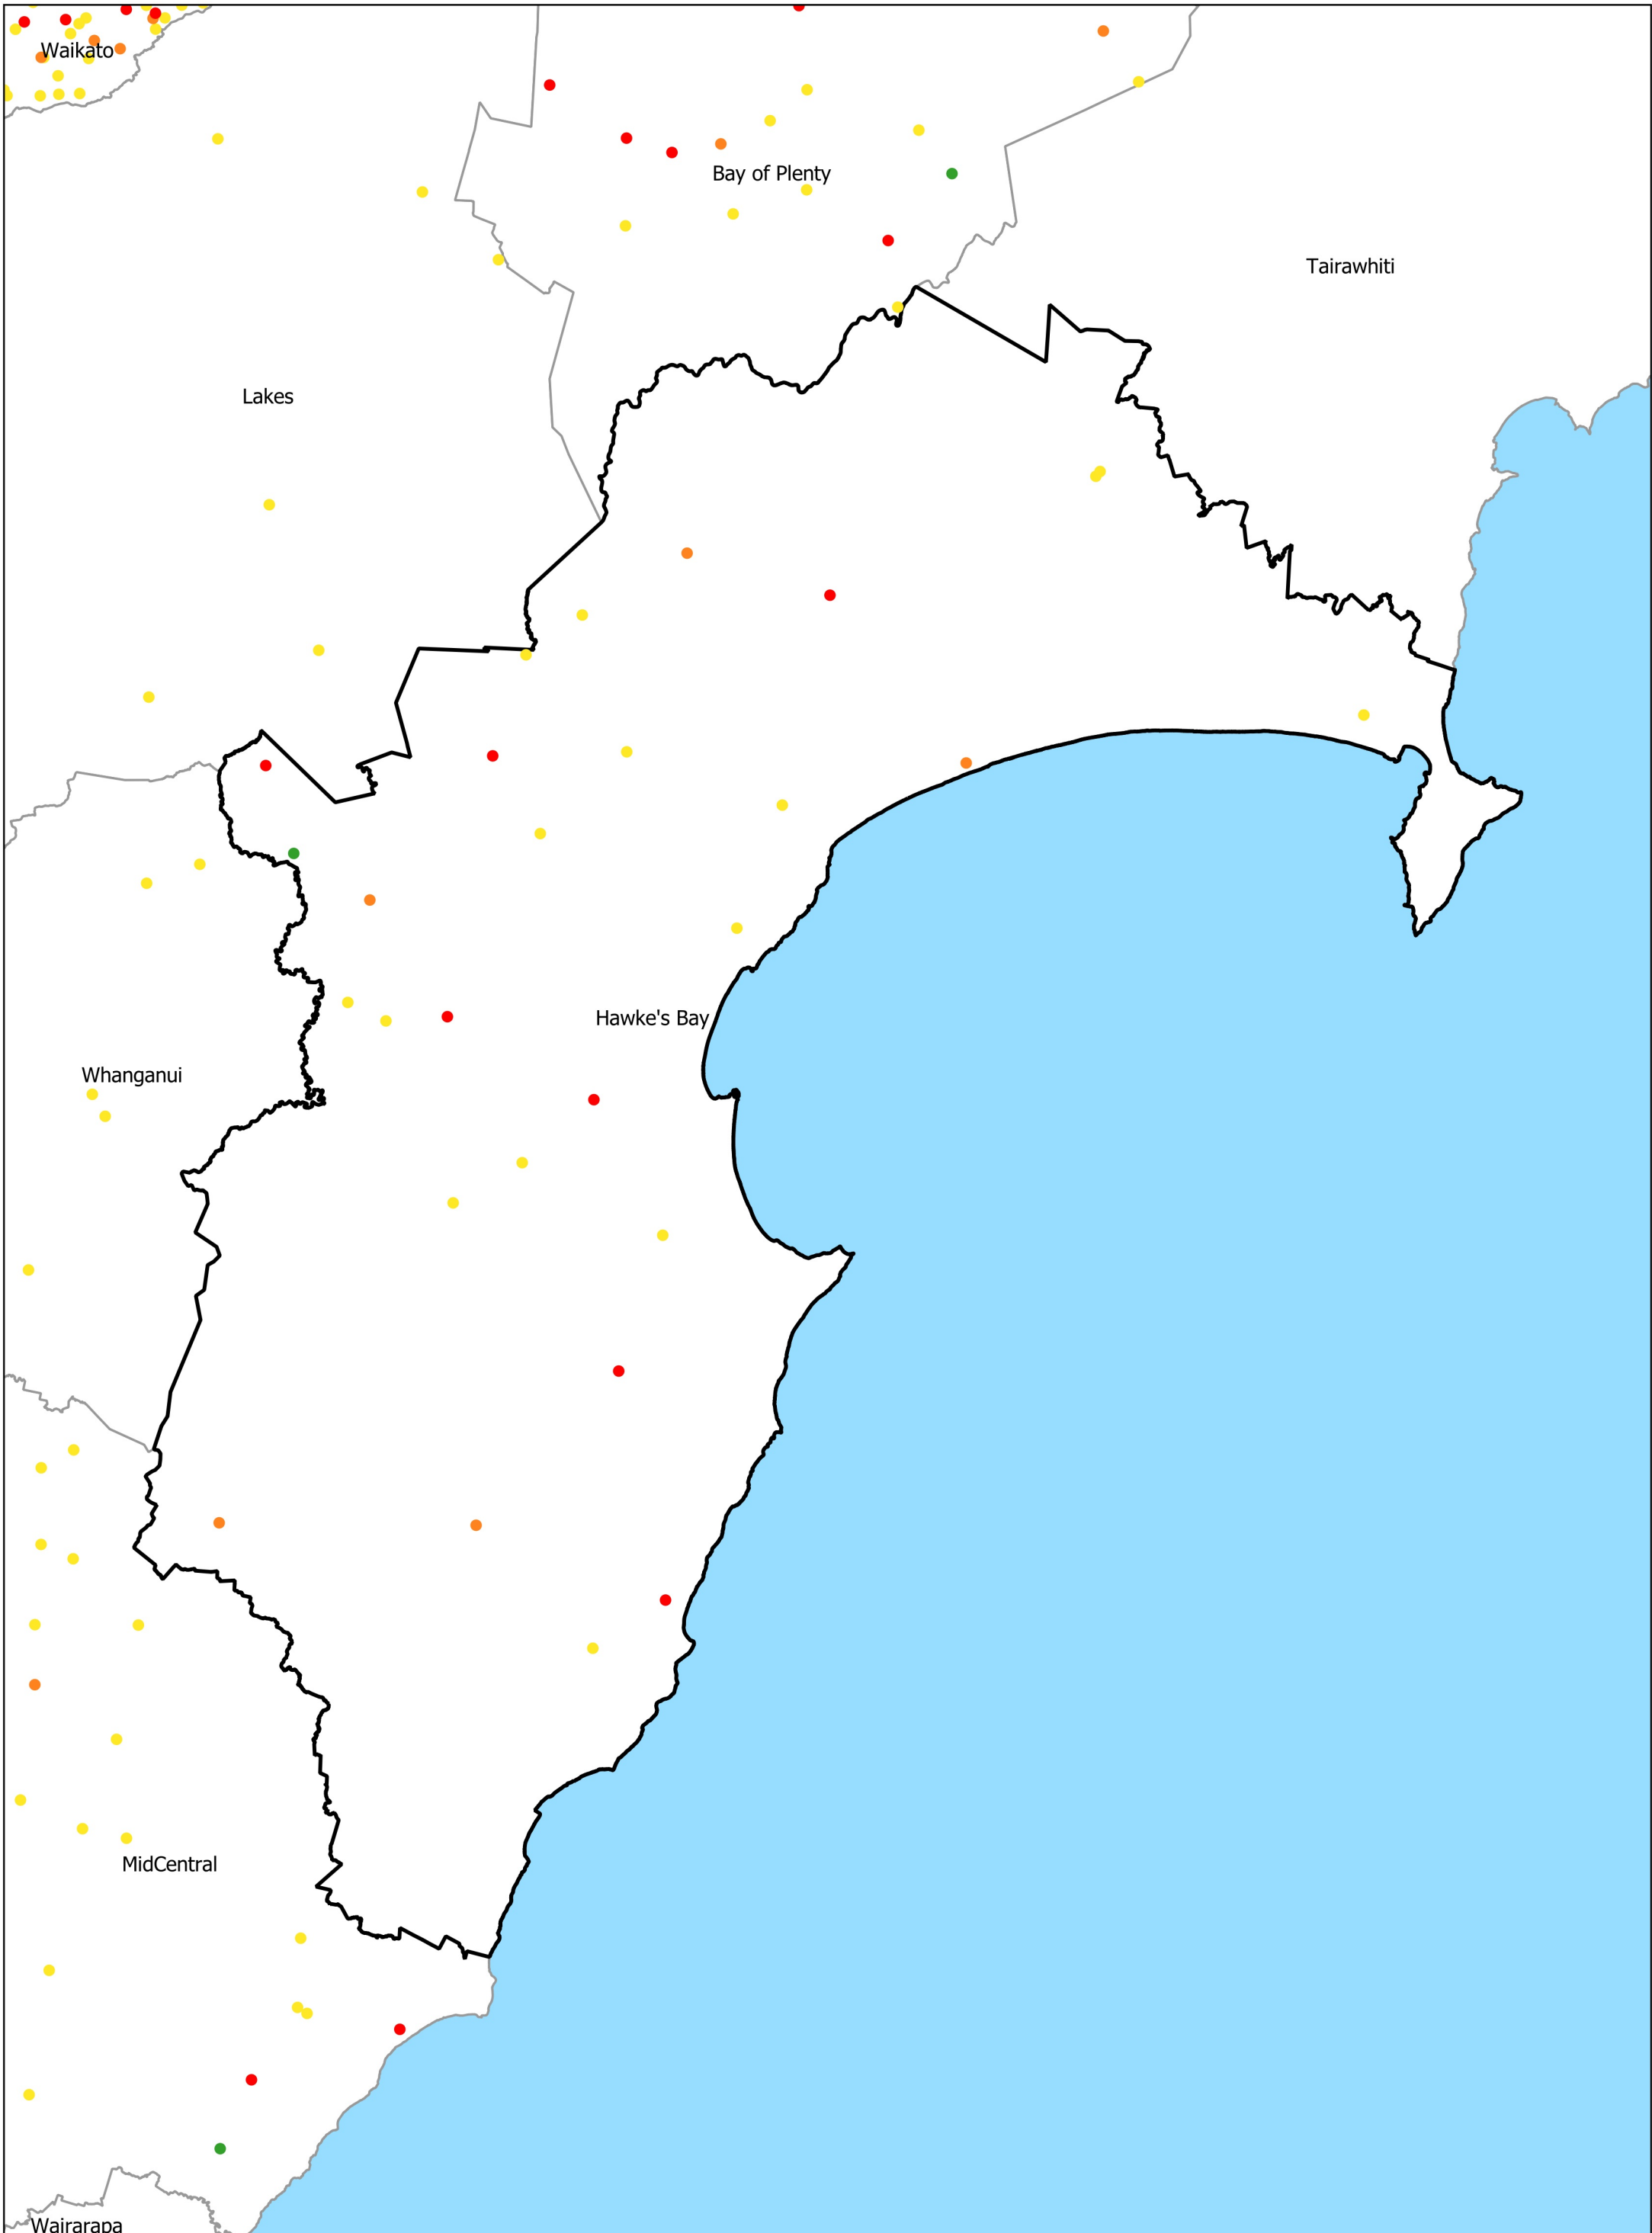 Waikato
Bay of Plenty
Tairawhiti
Lakes
Hawke's Bay
Whanganui
MidCentral
Wairarapa